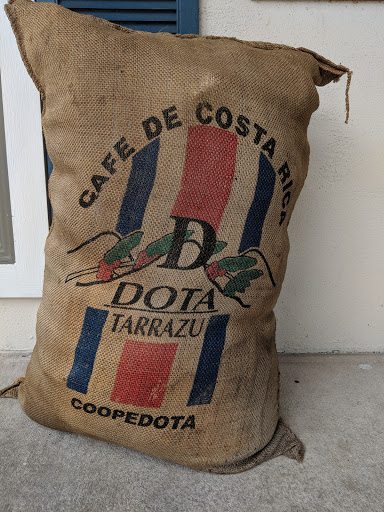 CAFE DE COSTA RICA
D
DOTA
TARRAZU
COOPEDOTA